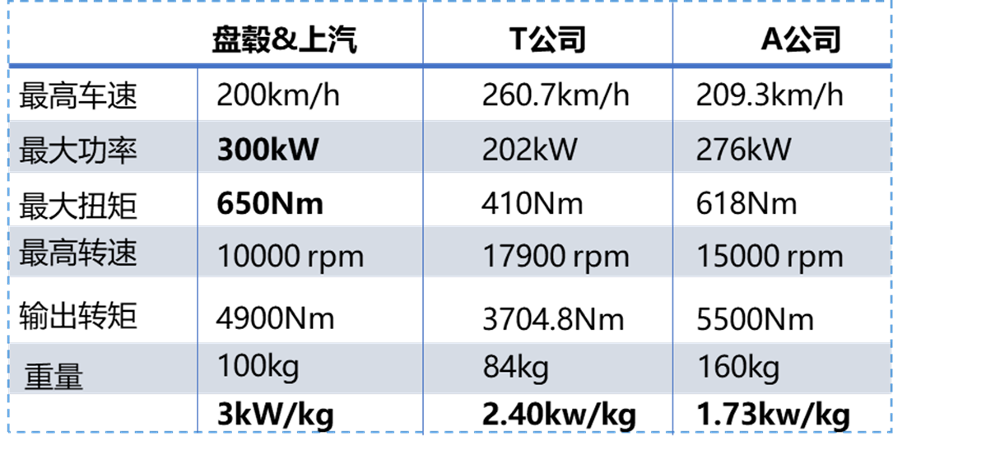 盘毂&上汽 T公司 A公司
最高车速 200km/h 260.7km/h 209.3km/h
最大功率 300kW 202kW 276kW
最大扭矩 650Nm 410Nm 618Nm
最高转速 10000 rpm 17900 rpm 15000 rpm
输出转矩 4900Nm 3704.8Nm 5500Nm
重量 100kg 84kg 160kg
3kW/kg 2.40kw/kg 1.73kw/kg